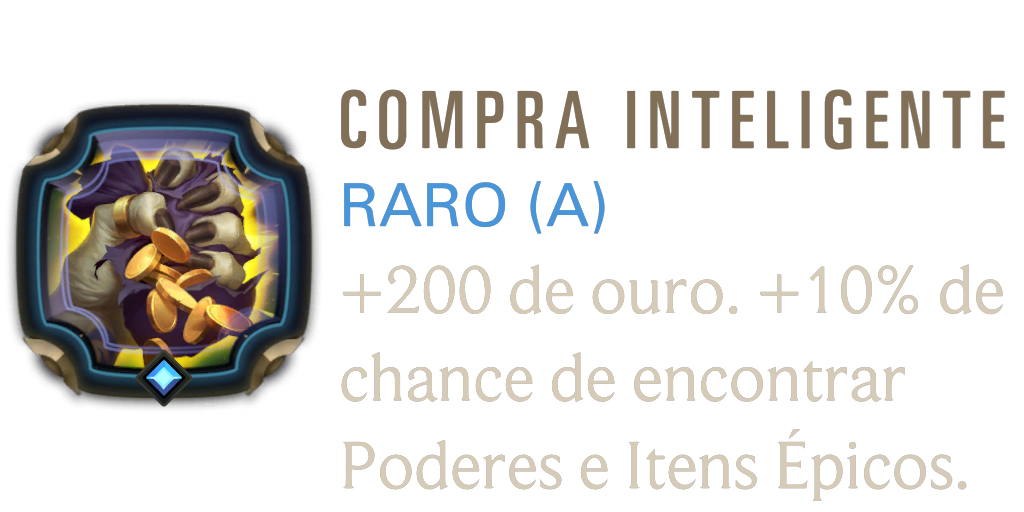 COMPRA INTELIGENTE
RARO (A)
+200 de ouro. +10% de
chance de encontrar
Poderes e Itens Épicos.